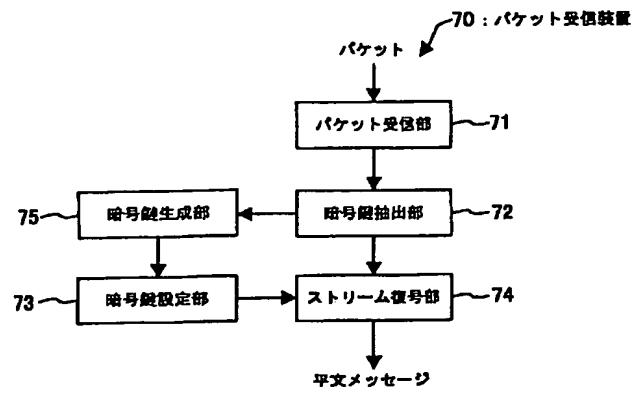 70：パケット受信装置
パケット
パケット受信部 71
75 暗号鍵生成部 暗号鍵抽出部 72
73 暗号鍵設定部 ストリーム復号部 74
平文メッセージ